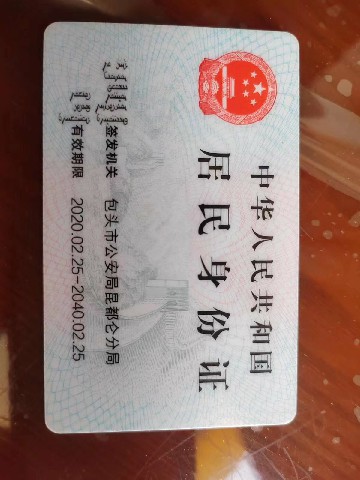 中华人民共和国
居民身份证
签发机关 包头市公安局昆都仑分局
有效期限 2020.02.25-2040.02.25